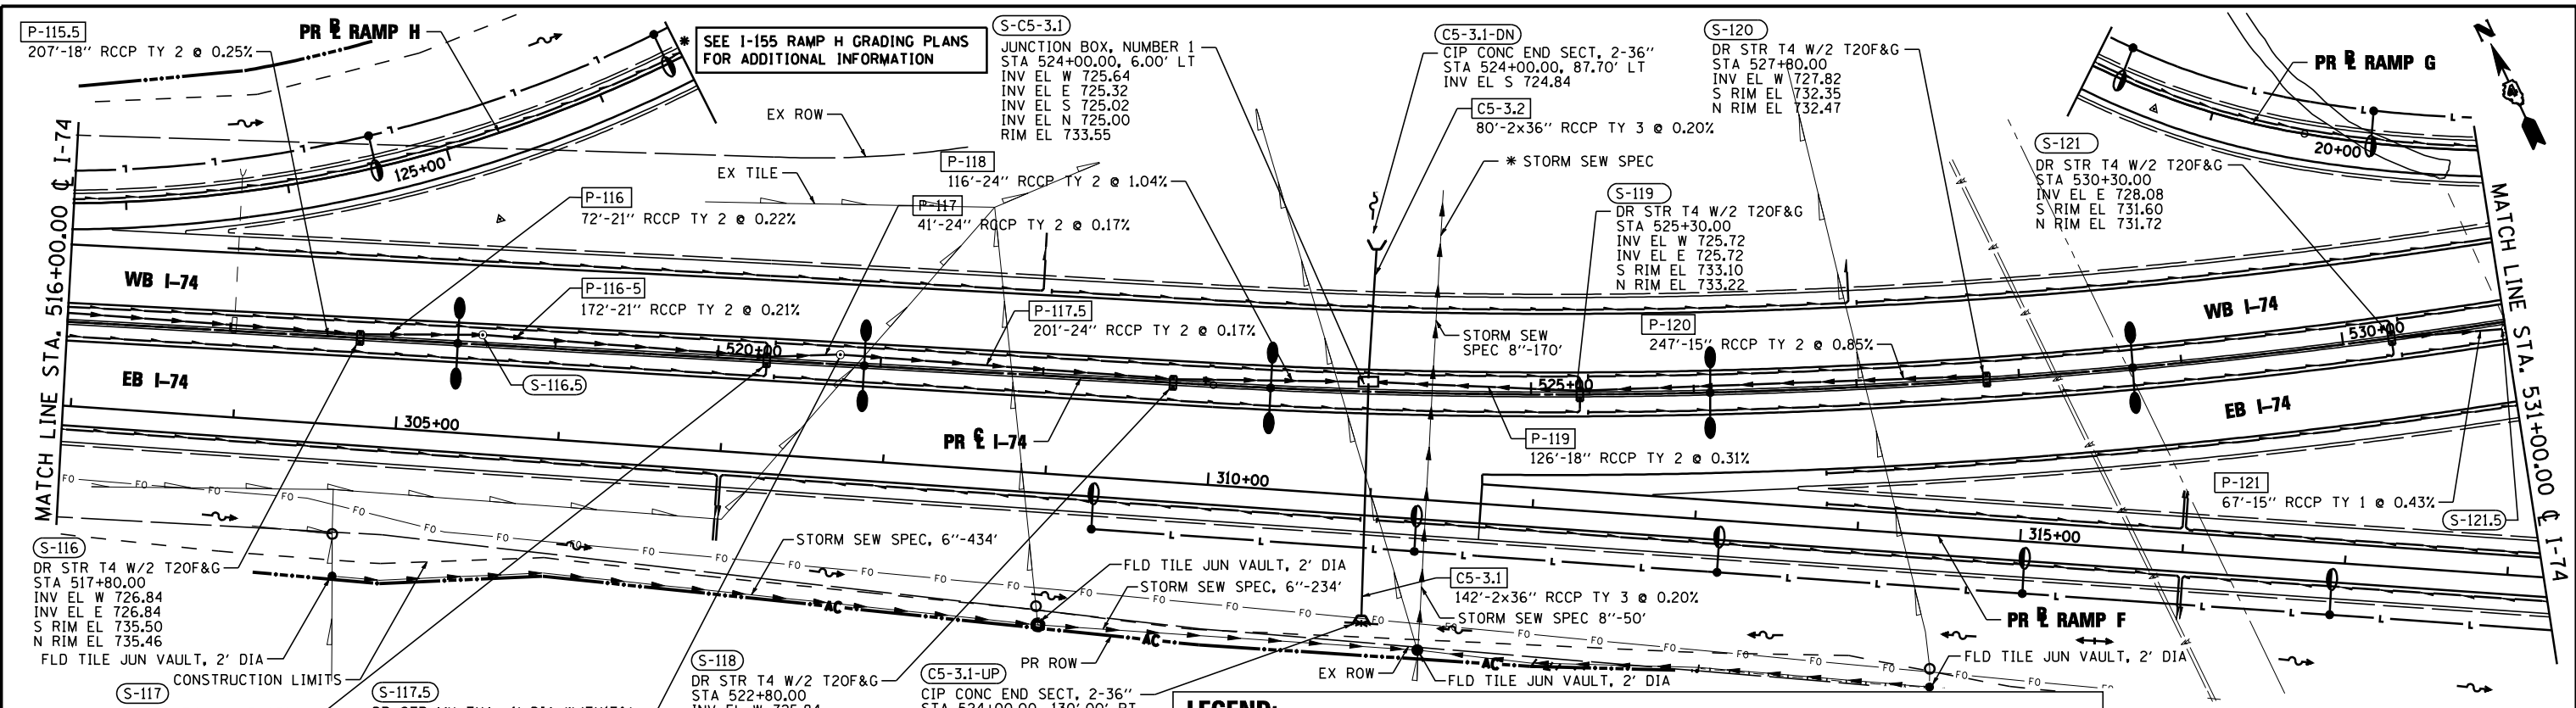 P-115.5
207'-18" RCCP TY 2 @ 0.25%
PR ℄ RAMP H
* SEE I-155 RAMP H GRADING PLANS
FOR ADDITIONAL INFORMATION
S-C5-3.1
JUNCTION BOX, NUMBER 1
STA 524+00.00, 6.00' LT
INV EL W 725.64
INV EL E 725.32
INV EL S 725.02
INV EL N 725.00
RIM EL 733.55
C5-3.1-DN
CIP CONC END SECT, 2-36"
STA 524+00.00, 87.70' LT
INV EL S 724.84
C5-3.2
80'-2x36" RCCP TY 3 @ 0.20%
* STORM SEW SPEC
S-120
DR STR T4 W/2 T20F&G
STA 527+80.00
INV EL W 727.82
S RIM EL 732.35
N RIM EL 732.47
PR RAMP G
N
20+00
S-121
DR STR T4 W/2 T20F&G
STA 530+30.00
INV EL E 728.08
S RIM EL 731.60
N RIM EL 731.72
EX ROW
EX TILE
125+00
P-116
72'-21" RCCP TY 2 @ 0.22%
P-117
41'-24" RCCP TY 2 @ 0.17%
P-118
116'-24" RCCP TY 2 @ 1.04%
S-119
DR STR T4 W/2 T20F&G
STA 525+30.00
INV EL W 725.72
INV EL E 725.72
S RIM EL 733.10
N RIM EL 733.22
MATCH LINE STA. 516+00.00 ℄ I-74
WB I-74
P-116-5
172'-21" RCCP TY 2 @ 0.21%
P-117.5
201'-24" RCCP TY 2 @ 0.17%
STORM SEW
SPEC 8"-170'
P-120
247'-15" RCCP TY 2 @ 0.85%
WB I-74
530+00
520+00
525+00
EB I-74
S-116.5
PR ℄ I-74
P-119
126'-18" RCCP TY 2 @ 0.31%
EB I-74
MATCH LINE STA. 531+00.00 ℄ I-74
305+00
310+00
315+00
P-121
67'-15" RCCP TY 1 @ 0.43%
S-121.5
S-116
DR STR T4 W/2 T20F&G
STA 517+80.00
INV EL W 726.84
INV EL E 726.84
S RIM EL 735.50
N RIM EL 735.46
FLD TILE JUN VAULT, 2' DIA
CONSTRUCTION LIMITS
STORM SEW SPEC, 6"-434'
FLD TILE JUN VAULT, 2' DIA
STORM SEW SPEC, 6"-234'
C5-3.1
142'-2x36" RCCP TY 3 @ 0.20%
STORM SEW SPEC 8"-50'
PR RAMP F
AC
AC
AC
PR ROW
EX ROW
FLD TILE JUN VAULT, 2' DIA
FLD TILE JUN VAULT, 2' DIA
S-117
S-117.5
S-118
DR STR T4 W/2 T20F&G
STA 522+80.00
C5-3.1-UP
CIP CONC END SECT, 2-36"
STA 524+00.00, 130.00' RT
LEGEND: